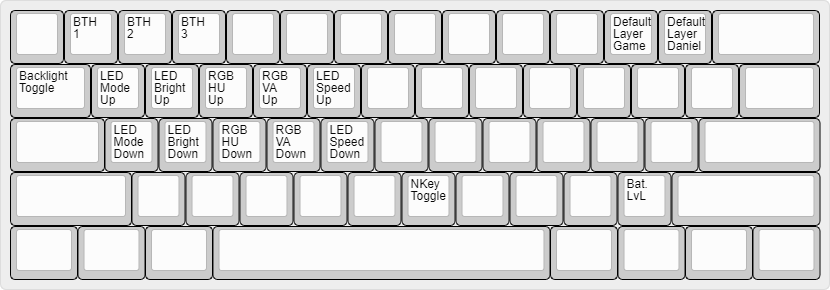 BTH
1
BTH
2
BTH
3
Default
Layer
Game
Default
Layer
Daniel
Backlight
Toggle
LED
Mode
Up
LED
Bright
Up
RGB
HU
Up
RGB
VA
Up
LED
Speed
Up
LED
Mode
Down
LED
Bright
Down
RGB
HU
Down
RGB
VA
Down
LED
Speed
Down
NKey
Toggle
Bat.
LvL